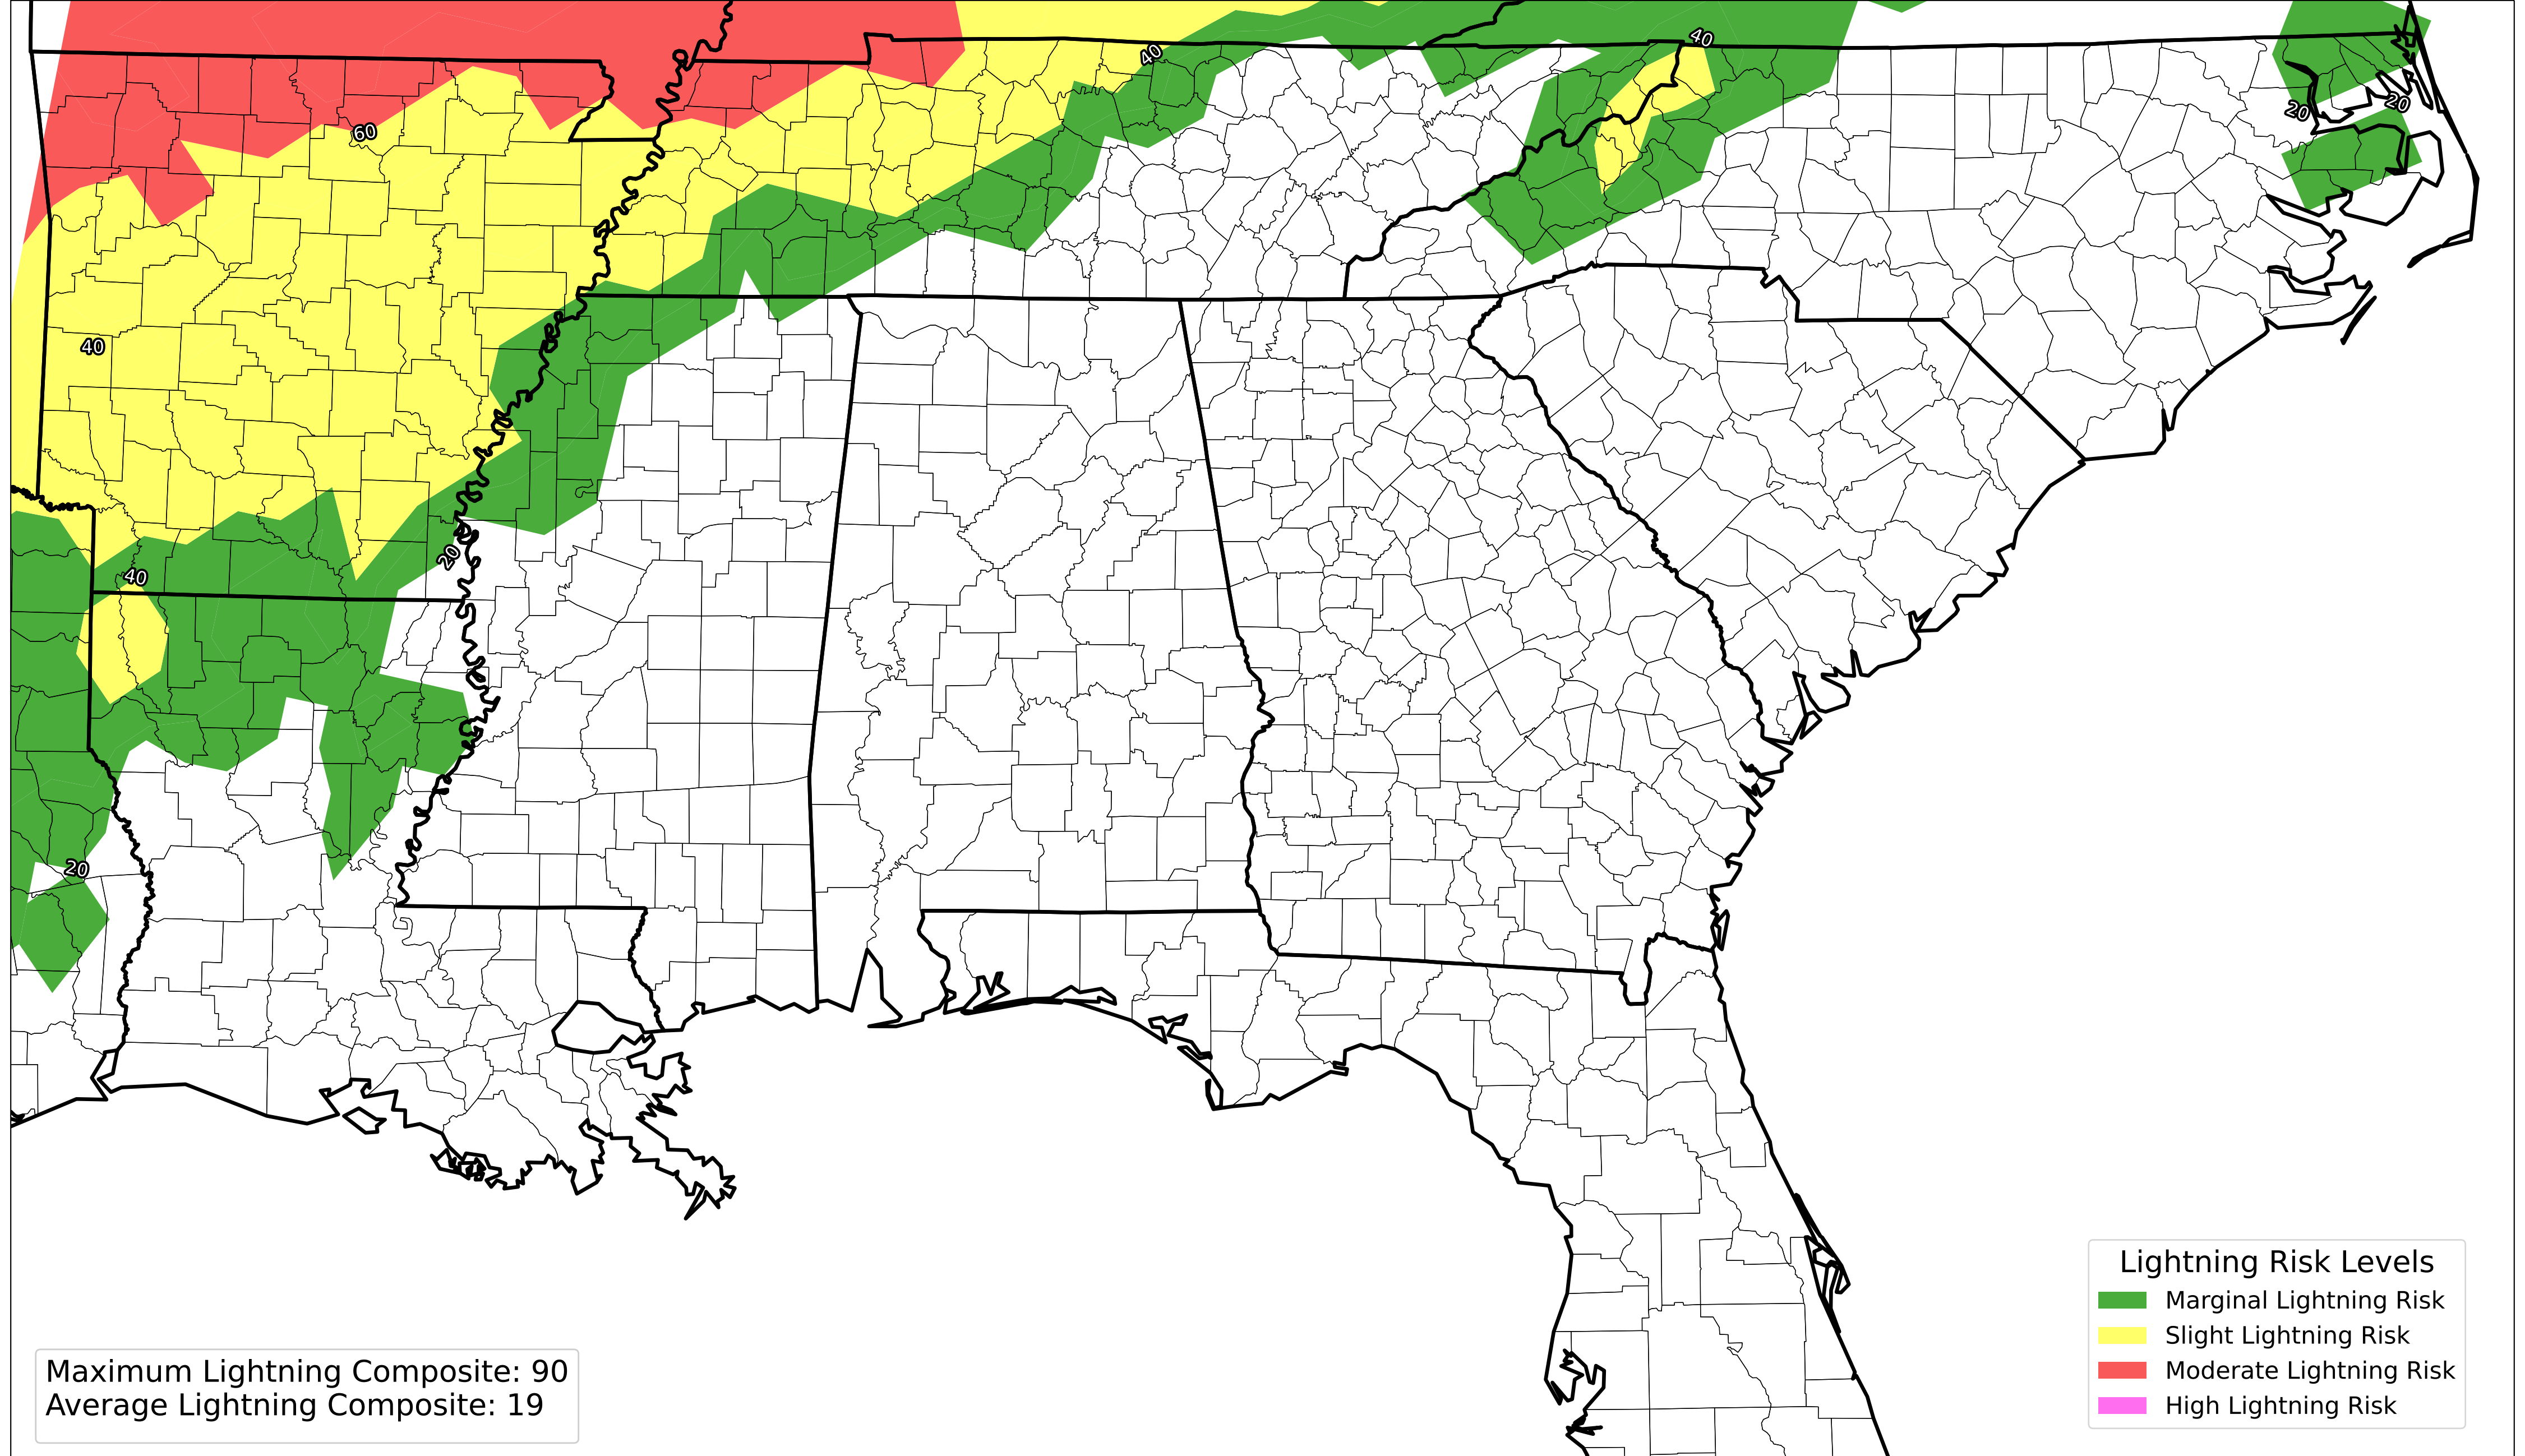 40
40
60
20
20
40
40
20
20
Lightning Risk Levels
Marginal Lightning Risk
Slight Lightning Risk
Moderate Lightning Risk
High Lightning Risk
Maximum Lightning Composite: 90
Average Lightning Composite: 19